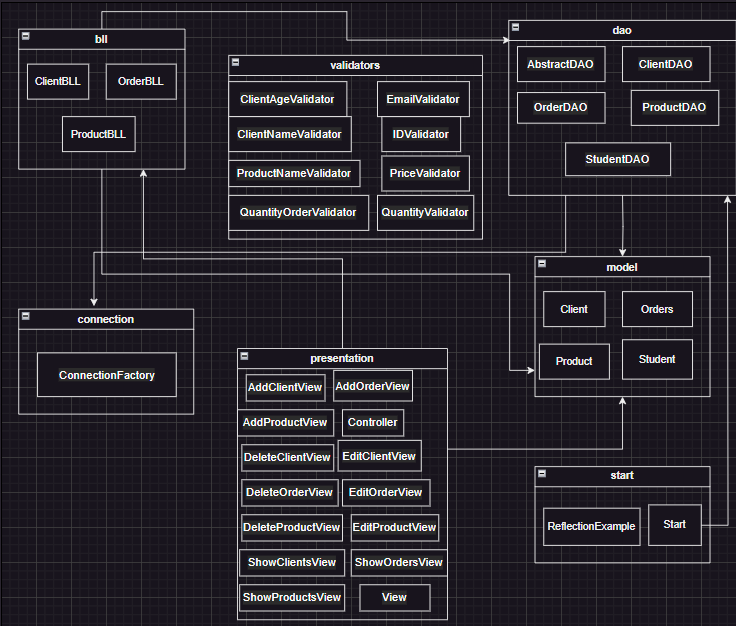 bll
ClientBLL
OrderBLL
ProductBLL
validators
ClientAgeValidator
EmailValidator
ClientNameValidator
IDValidator
ProductNameValidator
PriceValidator
QuantityOrderValidator
QuantityValidator
dao
AbstractDAO
ClientDAO
OrderDAO
ProductDAO
StudentDAO
connection
ConnectionFactory
presentation
AddClientView
AddOrderView
AddProductView
Controller
DeleteClientView
EditClientView
DeleteOrderView
EditOrderView
DeleteProductView
EditProductView
ShowClientsView
ShowOrdersView
ShowProductsView
View
model
Client
Orders
Product
Student
start
ReflectionExample
Start